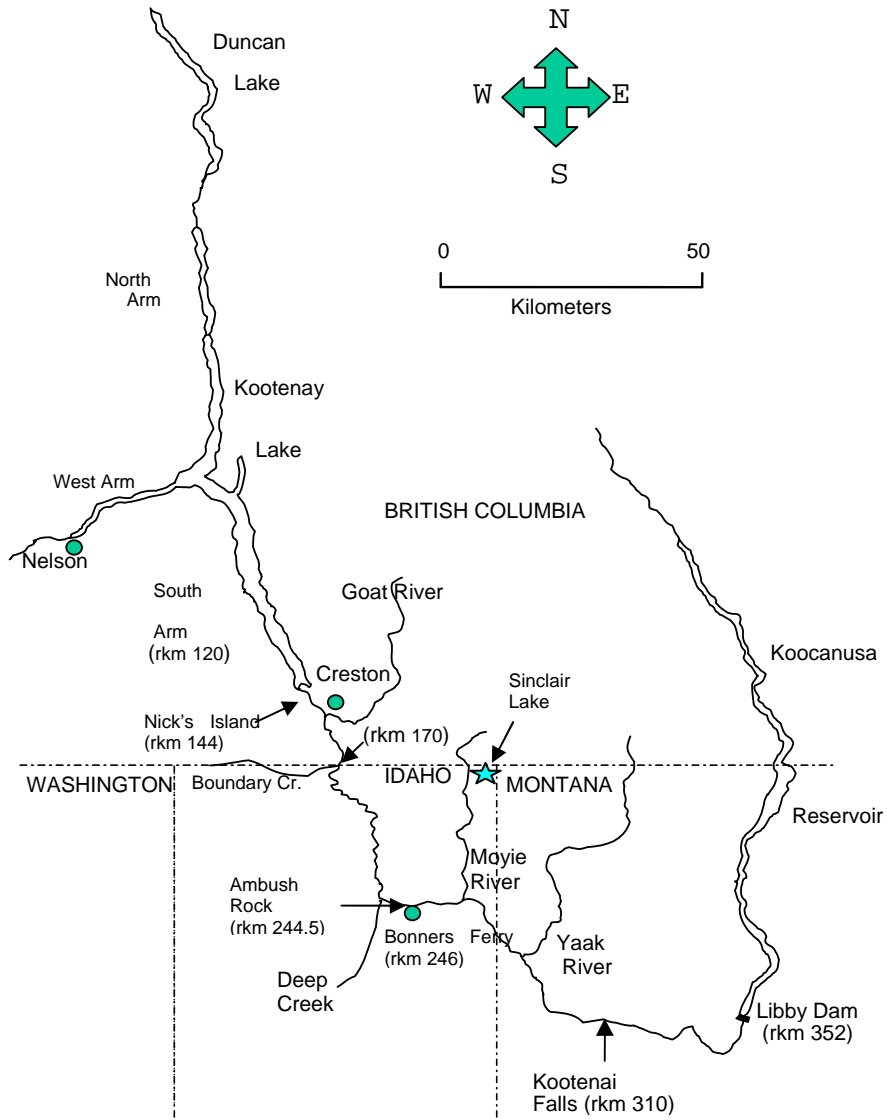 Duncan
Lake
N
W E
S
0 50
Kilometers
North
Arm
Kootenay
Lake
West Arm
BRITISH COLUMBIA
Nelson
South
Arm
(rkm 120)
Goat River
Creston
Koocanusa
Sinclair
Lake
Nick's Island
(rkm 144)
(rkm 170)
WASHINGTON
Boundary Cr.
IDAHO
MONTANA
Reservoir
Moyie
River
Ambush
Rock
(rkm 244.5)
Bonners Ferry
(rkm 246)
Yaak
River
Deep
Creek
Libby Dam
(rkm 352)
Kootenai
Falls (rkm 310)